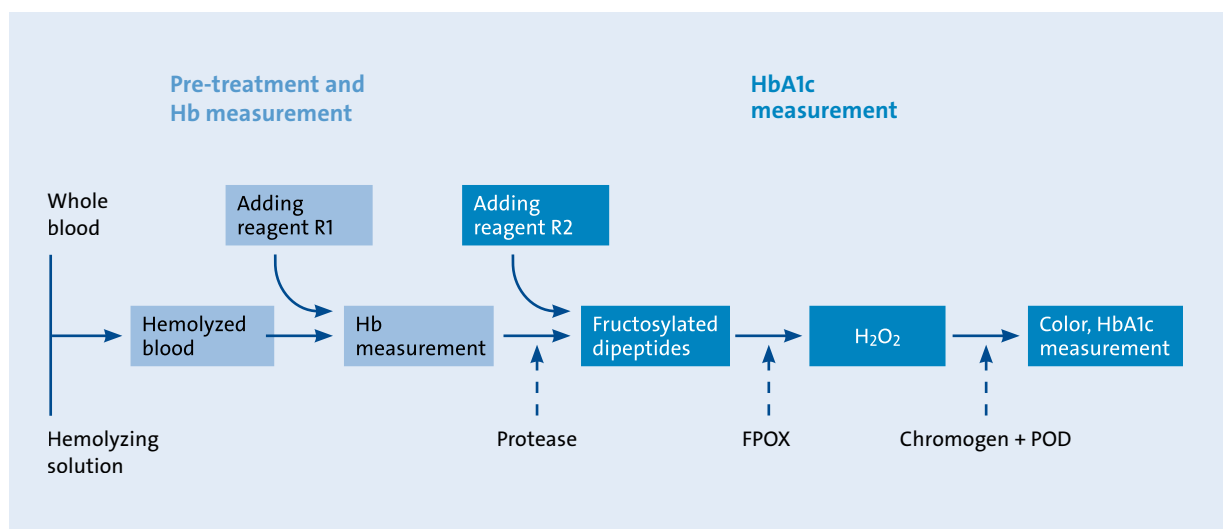 Pre-treatment and
Hb measurement
HbA1c
measurement
Whole
blood
Adding
reagent R1
Adding
reagent R2
Hemolyzed
blood
Hb
measurement
Fructosylated
dipeptides
H₂O₂
Color, HbA1c
measurement
Hemolyzing
solution
Protease
FPOX
Chromogen + POD